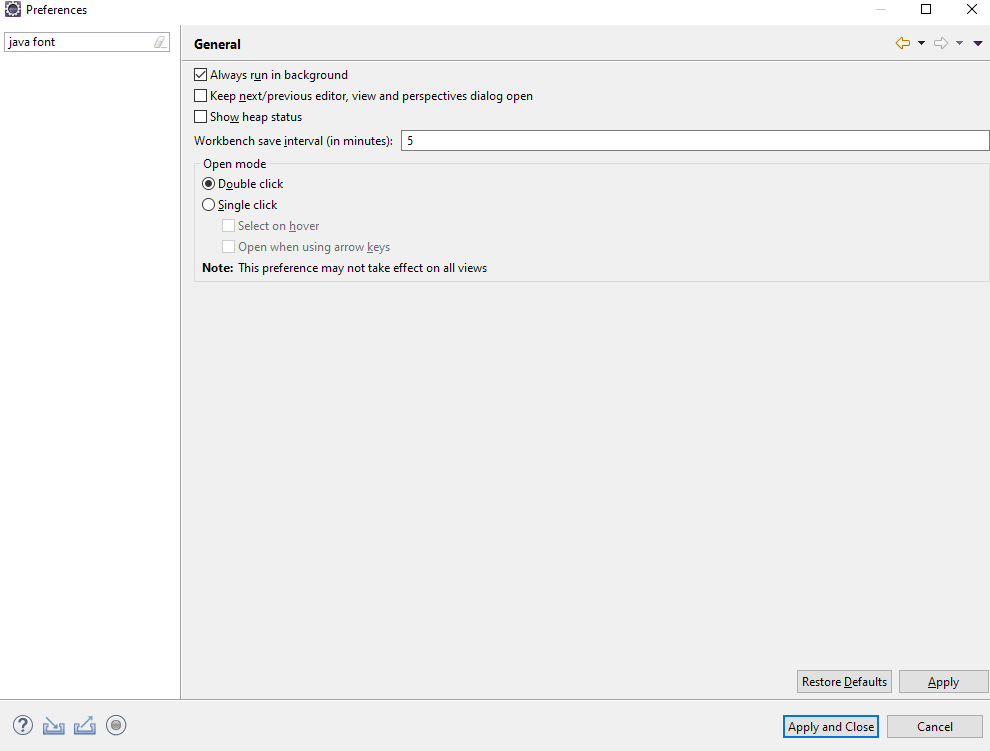 Preferences
java font
General
Always run in background
Keep next/previous editor, view and perspectives dialog open
Show heap status
Workbench save interval (in minutes): 5
Open mode
Double click
Single click
Select on hover
Open when using arrow keys
Note: This preference may not take effect on all views
Restore Defaults Apply
? Apply and Close Cancel